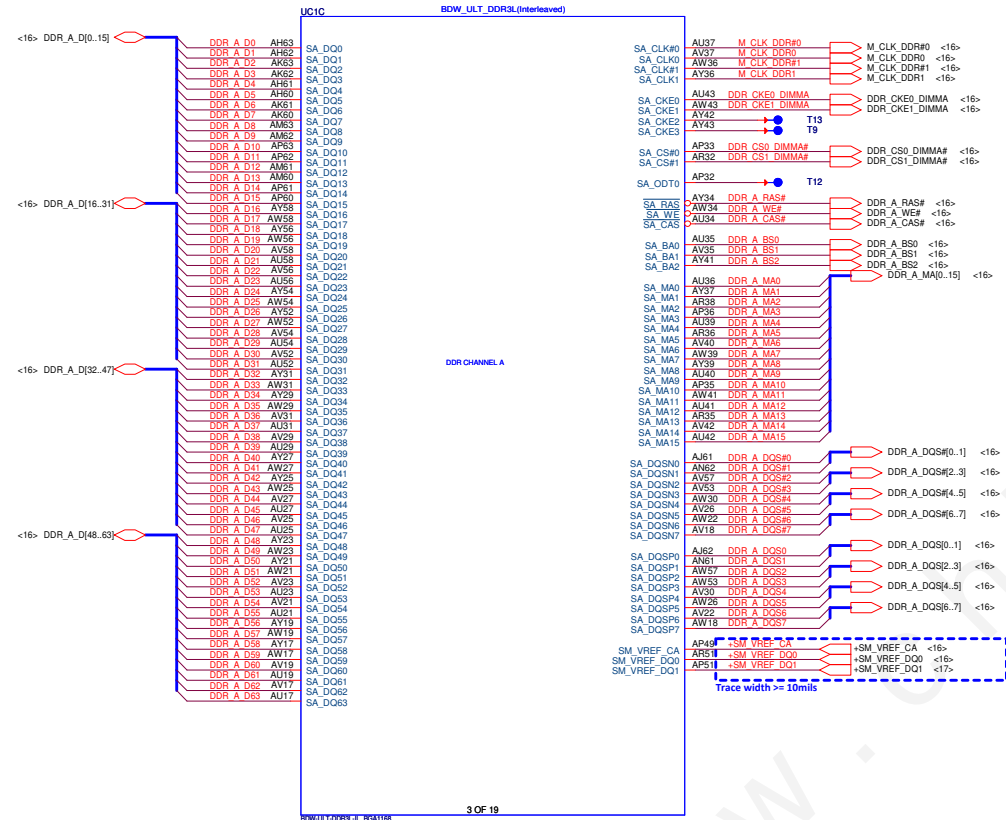 UC1C
BDW_ULT_DDR3L(Interleaved)
<16> DDR_A_D[0..15]
DDR_A_D0 AH63 SA_DQ0
DDR_A_D1 AH62 SA_DQ1
DDR_A_D2 AK63 SA_DQ2
DDR_A_D3 AK62 SA_DQ3
DDR_A_D4 AH61 SA_DQ4
DDR_A_D5 AH60 SA_DQ5
DDR_A_D6 AK61 SA_DQ6
DDR_A_D7 AK60 SA_DQ7
DDR_A_D8 AM63 SA_DQ8
DDR_A_D9 AM62 SA_DQ9
DDR_A_D10 AP63 SA_DQ10
DDR_A_D11 AP62 SA_DQ11
DDR_A_D12 AM61 SA_DQ12
DDR_A_D13 AM60 SA_DQ13
DDR_A_D14 AP61 SA_DQ14
DDR_A_D15 AP60 SA_DQ15
<16> DDR_A_D[16..31]
DDR_A_D16 AY58 SA_DQ16
DDR_A_D17 AW58 SA_DQ17
DDR_A_D18 AY56 SA_DQ18
DDR_A_D19 AW56 SA_DQ19
DDR_A_D20 AV58 SA_DQ20
DDR_A_D21 AU58 SA_DQ21
DDR_A_D22 AV56 SA_DQ22
DDR_A_D23 AU56 SA_DQ23
DDR_A_D24 AY54 SA_DQ24
DDR_A_D25 AW54 SA_DQ25
DDR_A_D26 AY52 SA_DQ26
DDR_A_D27 AW52 SA_DQ27
DDR_A_D28 AV54 SA_DQ28
DDR_A_D29 AU54 SA_DQ29
DDR_A_D30 AV52 SA_DQ30
DDR_A_D31 AU52 SA_DQ31
<16> DDR_A_D[32..47]
DDR_A_D32 AY31 SA_DQ32
DDR_A_D33 AW31 SA_DQ33
DDR_A_D34 AY29 SA_DQ34
DDR_A_D35 AW29 SA_DQ35
DDR_A_D36 AV31 SA_DQ36
DDR_A_D37 AU31 SA_DQ37
DDR_A_D38 AV29 SA_DQ38
DDR_A_D39 AU29 SA_DQ39
DDR_A_D40 AY27 SA_DQ40
DDR_A_D41 AW27 SA_DQ41
DDR_A_D42 AY25 SA_DQ42
DDR_A_D43 AW25 SA_DQ43
DDR_A_D44 AV27 SA_DQ44
DDR_A_D45 AU27 SA_DQ45
DDR_A_D46 AV25 SA_DQ46
DDR_A_D47 AU25 SA_DQ47
<16> DDR_A_D[48..63]
DDR_A_D48 AY23 SA_DQ48
DDR_A_D49 AW23 SA_DQ49
DDR_A_D50 AY21 SA_DQ50
DDR_A_D51 AW21 SA_DQ51
DDR_A_D52 AV23 SA_DQ52
DDR_A_D53 AU23 SA_DQ53
DDR_A_D54 AV21 SA_DQ54
DDR_A_D55 AU21 SA_DQ55
DDR_A_D56 AY19 SA_DQ56
DDR_A_D57 AW19 SA_DQ57
DDR_A_D58 AY17 SA_DQ58
DDR_A_D59 AW17 SA_DQ59
DDR_A_D60 AV19 SA_DQ60
DDR_A_D61 AU19 SA_DQ61
DDR_A_D62 AV17 SA_DQ62
DDR_A_D63 AU17 SA_DQ63
DDR CHANNEL A
SA_CLK#0 AU37 M_CLK_DDR#0 M_CLK_DDR#0 <16>
SA_CLK0 AV37 M_CLK_DDR0 M_CLK_DDR0 <16>
SA_CLK#1 AW36 M_CLK_DDR#1 M_CLK_DDR#1 <16>
SA_CLK1 AY36 M_CLK_DDR1 M_CLK_DDR1 <16>
SA_CKE0 AU43 DDR_CKE0_DIMMA DDR_CKE0_DIMMA <16>
SA_CKE1 AW43 DDR_CKE1_DIMMA DDR_CKE1_DIMMA <16>
SA_CKE2 AY42 T13
SA_CKE3 AY43 T9
SA_CS#0 AP33 DDR_CS0_DIMMA# DDR_CS0_DIMMA# <16>
SA_CS#1 AR32 DDR_CS1_DIMMA# DDR_CS1_DIMMA# <16>
SA_ODT0 AP32 T12
SA_RAS AY34 DDR_A_RAS# DDR_A_RAS# <16>
SA_WE AW34 DDR_A_WE# DDR_A_WE# <16>
SA_CAS AU34 DDR_A_CAS# DDR_A_CAS# <16>
SA_BA0 AU35 DDR_A_BS0 DDR_A_BS0 <16>
SA_BA1 AV35 DDR_A_BS1 DDR_A_BS1 <16>
SA_BA2 AY41 DDR_A_BS2 DDR_A_BS2 <16>
DDR_A_MA[0..15] <16>
SA_MA0 AU36 DDR_A_MA0
SA_MA1 AY37 DDR_A_MA1
SA_MA2 AR38 DDR_A_MA2
SA_MA3 AP36 DDR_A_MA3
SA_MA4 AU39 DDR_A_MA4
SA_MA5 AR36 DDR_A_MA5
SA_MA6 AV40 DDR_A_MA6
SA_MA7 AW39 DDR_A_MA7
SA_MA8 AY39 DDR_A_MA8
SA_MA9 AU40 DDR_A_MA9
SA_MA10 AP35 DDR_A_MA10
SA_MA11 AW41 DDR_A_MA11
SA_MA12 AU41 DDR_A_MA12
SA_MA13 AR35 DDR_A_MA13
SA_MA14 AV42 DDR_A_MA14
SA_MA15 AU42 DDR_A_MA15
DDR_A_DQS#[0..1] <16>
SA_DQSN0 AJ61 DDR_A_DQS#0
SA_DQSN1 AN62 DDR_A_DQS#1
DDR_A_DQS#[2..3] <16>
SA_DQSN2 AV57 DDR_A_DQS#2
SA_DQSN3 AV53 DDR_A_DQS#3
DDR_A_DQS#[4..5] <16>
SA_DQSN4 AW30 DDR_A_DQS#4
SA_DQSN5 AV26 DDR_A_DQS#5
DDR_A_DQS#[6..7] <16>
SA_DQSN6 AW22 DDR_A_DQS#6
SA_DQSN7 AV18 DDR_A_DQS#7
DDR_A_DQS[0..1] <16>
SA_DQSP0 AJ62 DDR_A_DQS0
SA_DQSP1 AN61 DDR_A_DQS1
DDR_A_DQS[2..3] <16>
SA_DQSP2 AW57 DDR_A_DQS2
SA_DQSP3 AW53 DDR_A_DQS3
DDR_A_DQS[4..5] <16>
SA_DQSP4 AV30 DDR_A_DQS4
SA_DQSP5 AW26 DDR_A_DQS5
DDR_A_DQS[6..7] <16>
SA_DQSP6 AV22 DDR_A_DQS6
SA_DQSP7 AW18 DDR_A_DQS7
SM_VREF_CA AP49 +SM_VREF_CA +SM_VREF_CA <16>
SM_VREF_DQ0 AR51 +SM_VREF_DQ0 +SM_VREF_DQ0 <16>
SM_VREF_DQ1 AP51 +SM_VREF_DQ1 +SM_VREF_DQ1 <17>
Trace width >= 10mils
3 OF 19
BDW-ULT-DDR3L-IL_BGA1168